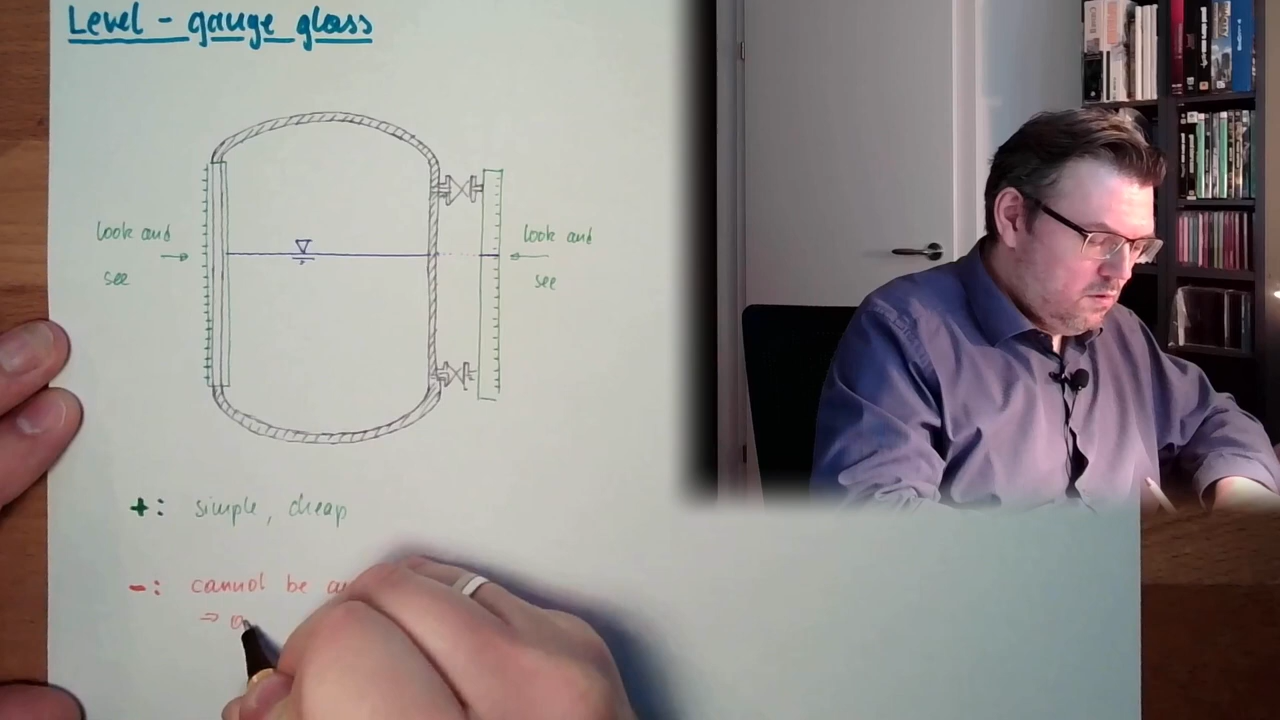 Level - gauge glass
look and
see
look and
see
+: simple, cheap
-: cannot be
→